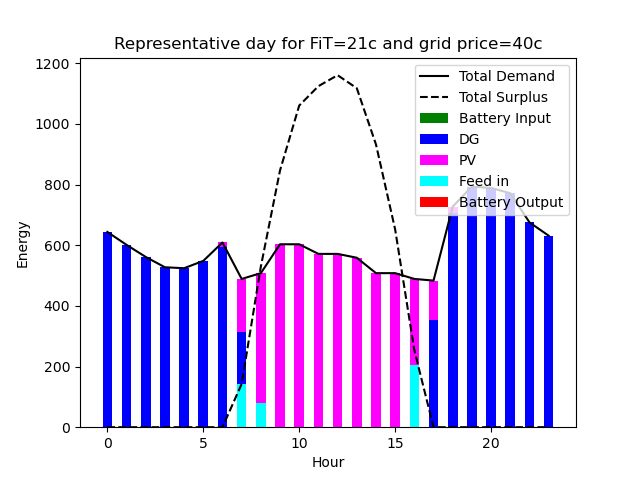 Representative day for FiT=21c and grid price=40c
1200
1000
800
600
400
200
0
Energy
0
5
10
15
20
Hour
Total Demand
Total Surplus
Battery Input
DG
PV
Feed in
Battery Output